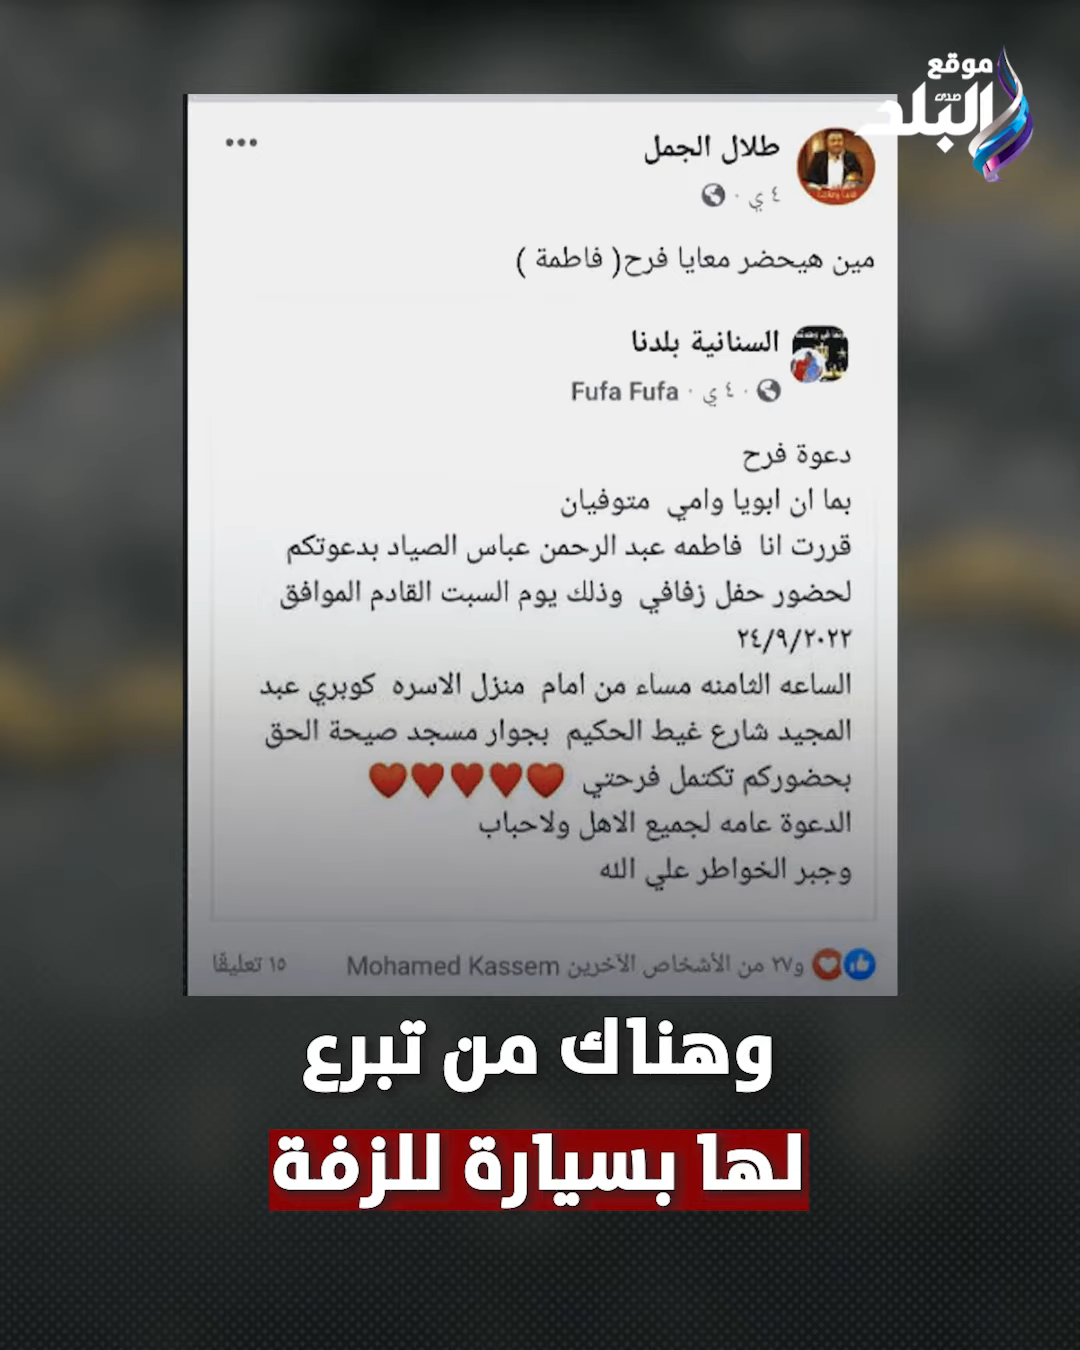 موقع
صدى
البلد
طلال الجمل
٤ ي ·
مين هيحضر معايا فرح( فاطمة )
السنانية بلدنا
Fufa Fufa · ٤ ي ·
دعوة فرح
بما ان ابويا وامي متوفيان
قررت انا فاطمه عبد الرحمن عباس الصياد بدعوتكم
لحضور حفل زفافي وذلك يوم السبت القادم الموافق
٢٤/٩/٢٠٢٢
الساعه الثامنه مساء من امام منزل الاسره كوبري عبد
المجيد شارع غيط الحكيم بجوار مسجد صيحة الحق
بحضوركم تكتمل فرحتي ♥️♥️♥️♥️♥️
الدعوة عامه لجميع الاهل ولاحباب
وجبر الخواطر علي الله
Mohamed Kassem و٢٧ من الأشخاص الآخرين
١٥ تعليقًا
وهناك من تبرع
لها بسيارة للزفة